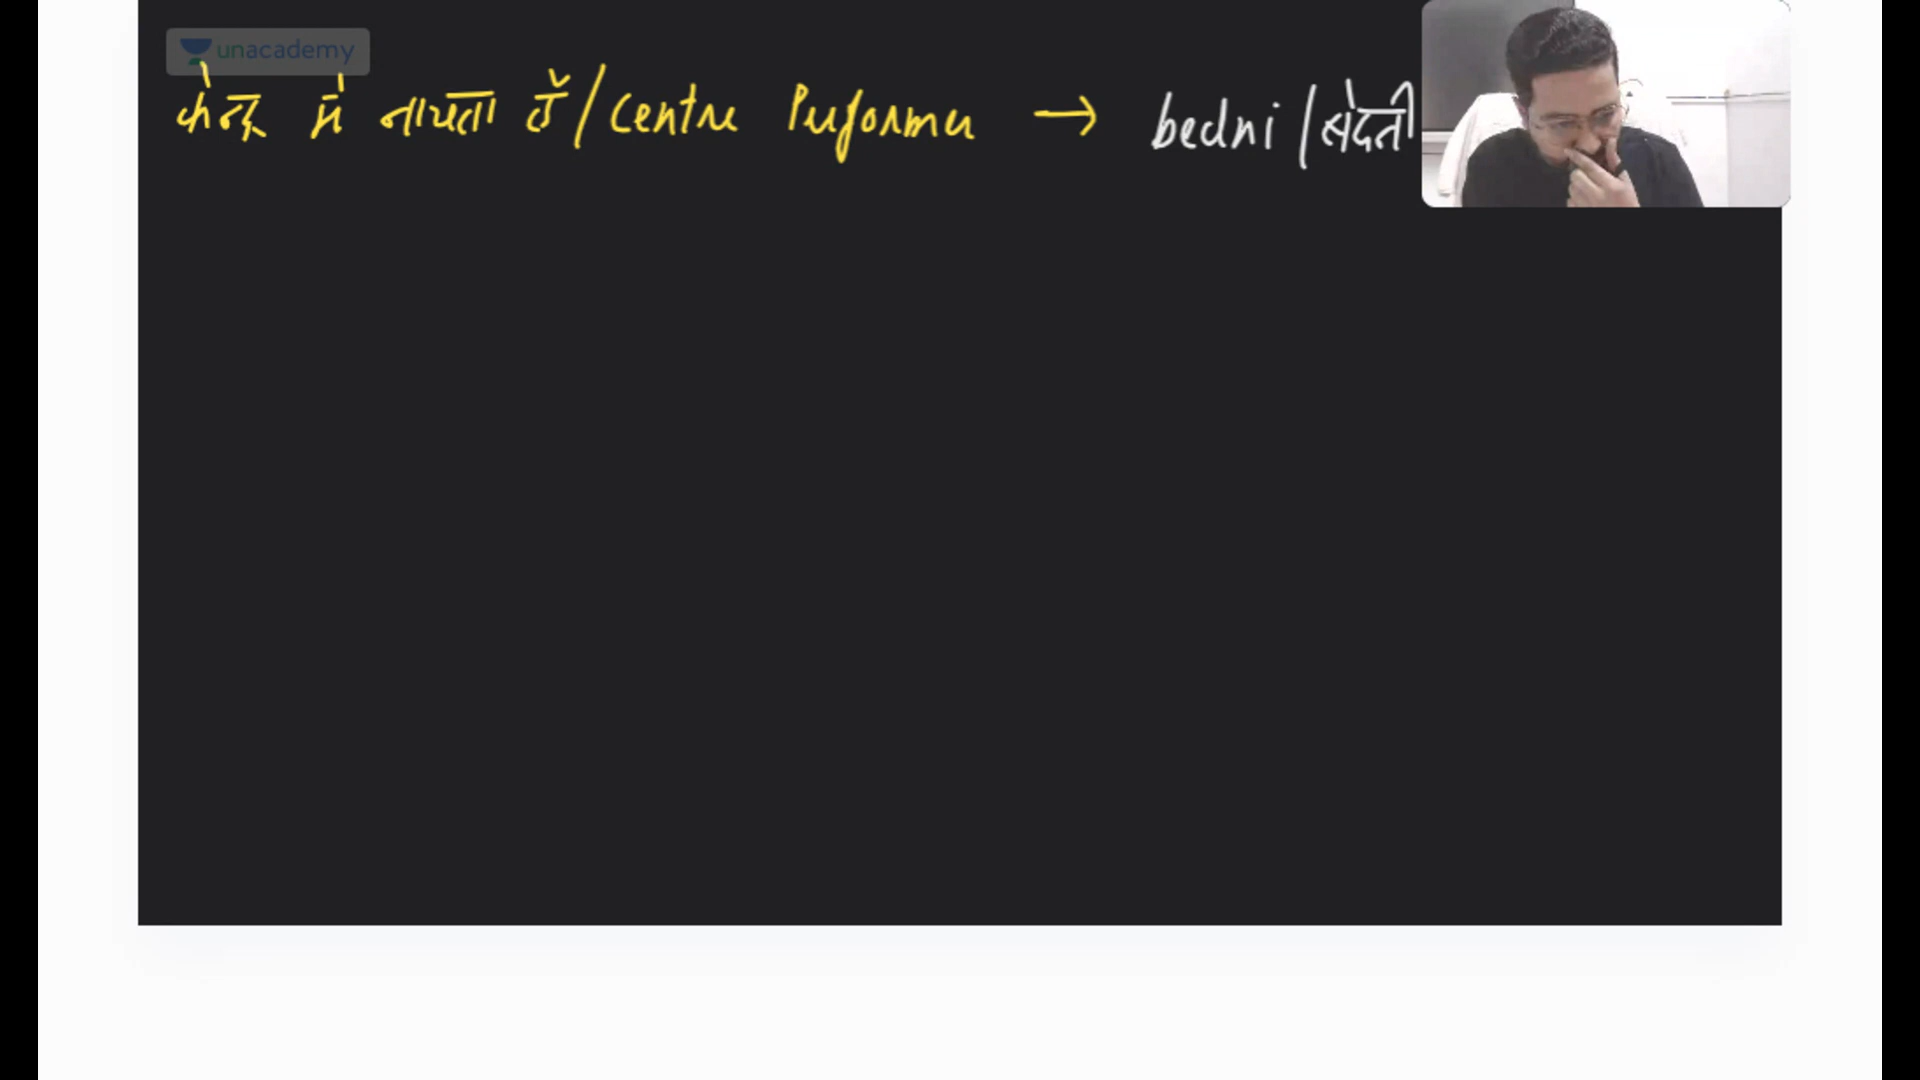 unacademy
केन्द्र में नाचता है / Centre Performer → bedni / बेदनी